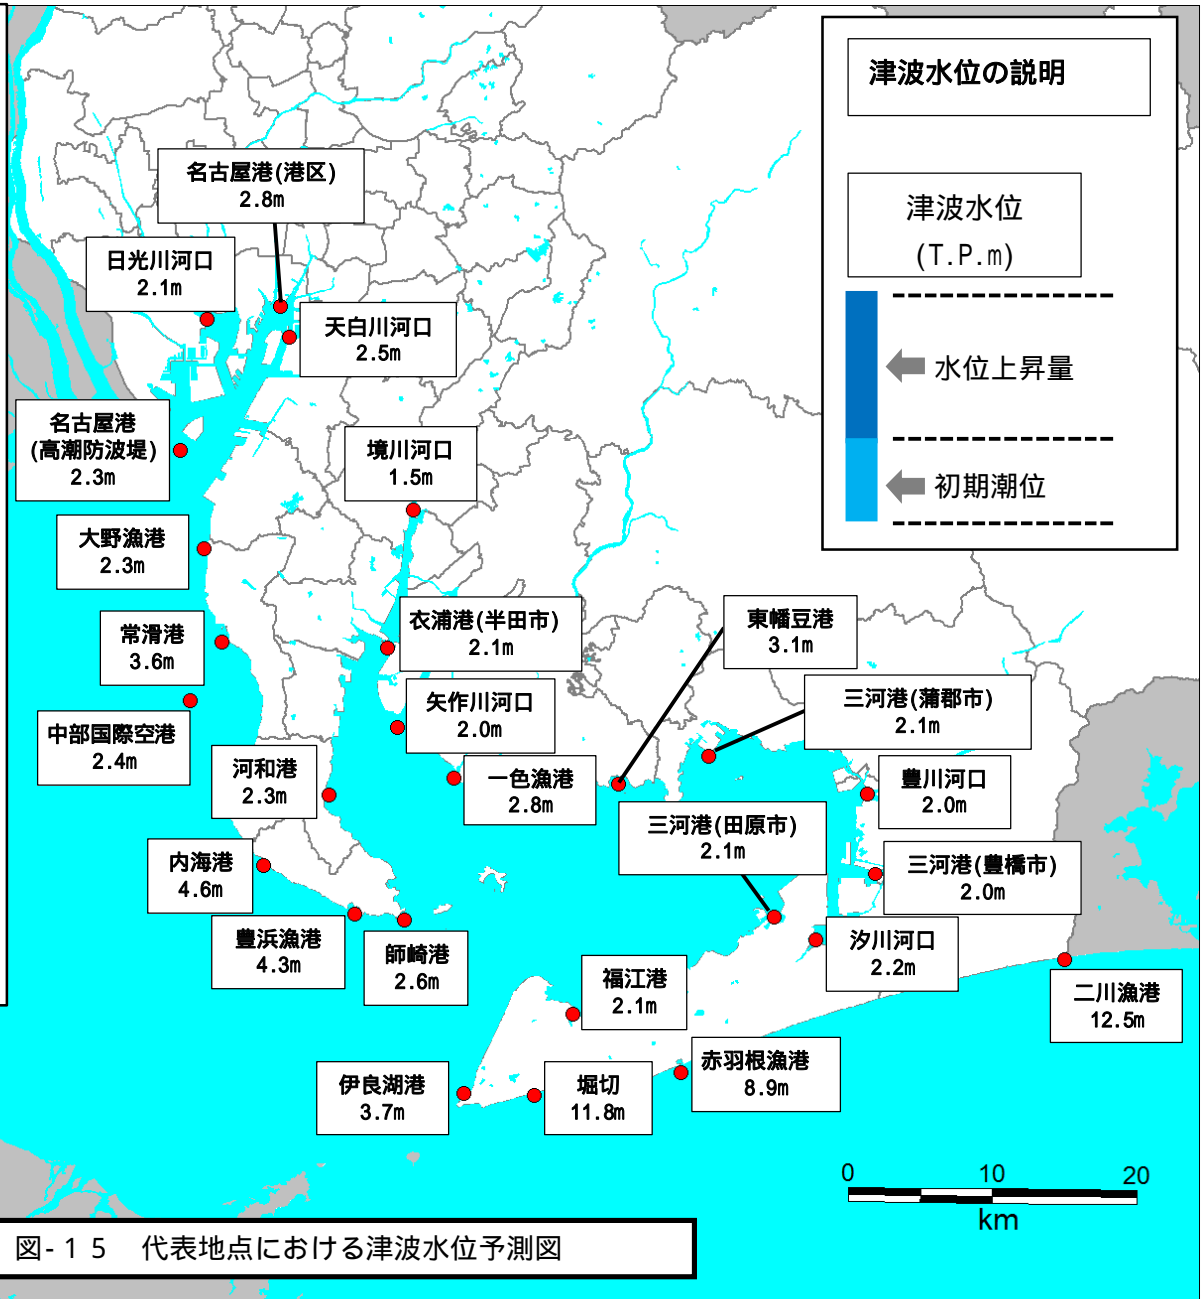 津波水位の説明
津波水位
(T.P.m)
水位上昇量
初期潮位
名古屋港(港区)
2.8m
日光川河口
2.1m
天白川河口
2.5m
名古屋港
(高潮防波堤)
2.3m
境川河口
1.5m
大野漁港
2.3m
常滑港
3.6m
衣浦港(半田市)
2.1m
東幡豆港
3.1m
中部国際空港
2.4m
矢作川河口
2.0m
三河港(蒲郡市)
2.1m
河和港
2.3m
一色漁港
2.8m
豊川河口
2.0m
三河港(田原市)
2.1m
内海港
4.6m
三河港(豊橋市)
2.0m
豊浜漁港
4.3m
師崎港
2.6m
汐川河口
2.2m
福江港
2.1m
二川漁港
12.5m
伊良湖港
3.7m
堀切
11.8m
赤羽根漁港
8.9m
0 10 20
km
図-15 代表地点における津波水位予測図